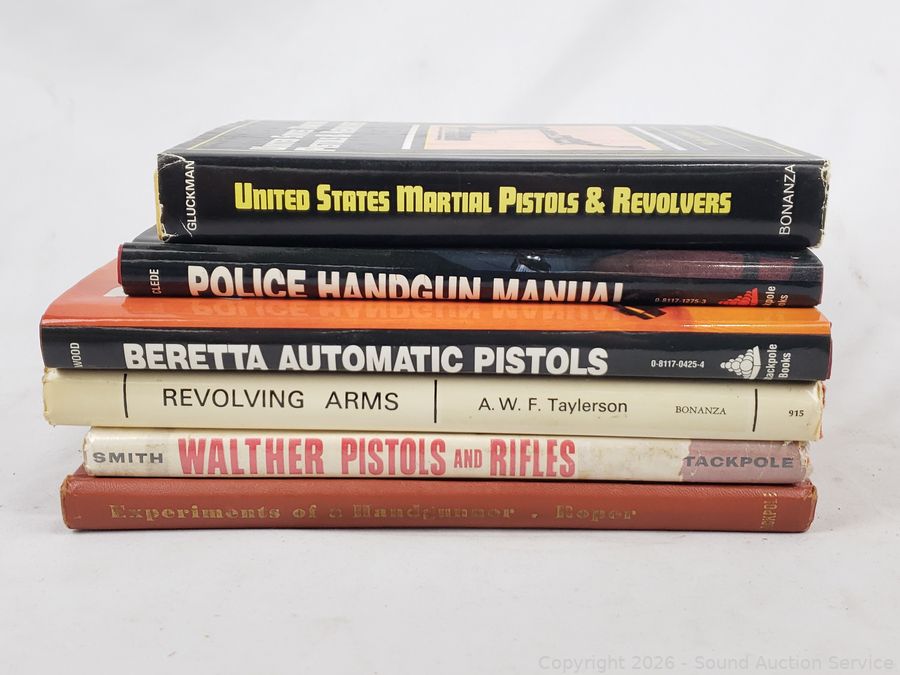 GLUCKMAN UNITED STATES MARTIAL PISTOLS & REVOLVERS BONANZA
CLEDE POLICE HANDGUN MANUAL 0-8117-1275-3 Books
WOOD BERETTA AUTOMATIC PISTOLS 0-8117-0425-4 Books
REVOLVING ARMS A. W. F. Taylerson BONANZA 915
SMITH WALTHER PISTOLS AND RIFLES TACKPOLE
Experiments of a Handgunner . Roper
Copyright 2026 - Sound Auction Service